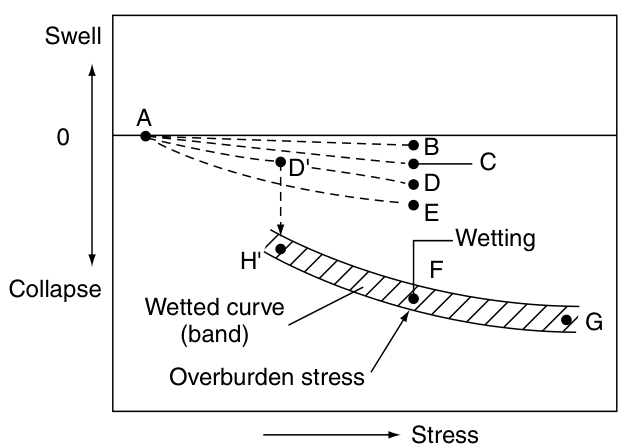 Swell
A
0
B
C
D'
D
E
Wetting
H'
F
Collapse
Wetted curve
(band)
G
Overburden stress
Stress